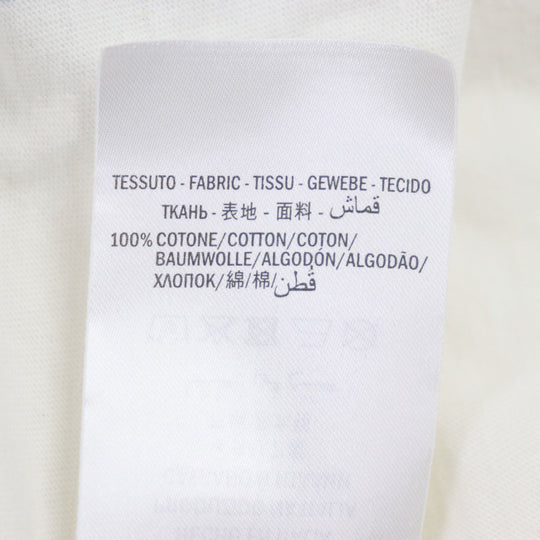 TESSUTO - FABRIC - TISSU - GEWEBE - TECIDO
ТКАНЬ - 表地 - 面料 - قماش
100% COTONE/COTTON/COTON/
BAUMWOLLE/ALGODÓN/ALGODÃO/
ХЛОПОК/綿/棉/قُطن